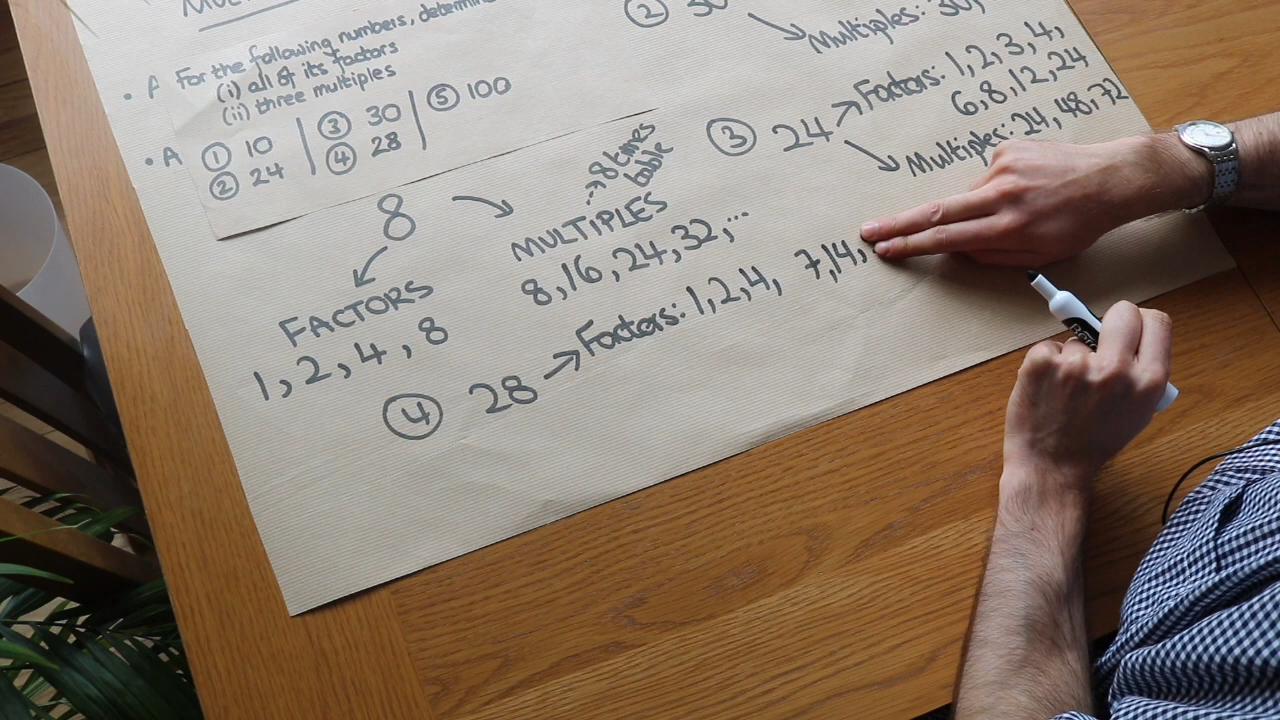 MUL
• A For the following numbers, determine
(i) all of its factors
(ii) three multiples
• A ① 10
② 24
③ 30
④ 28
⑤ 100
② 30
Multiples: 30,
③ 24 → Factors: 1, 2, 3, 4,
6, 8, 12, 24
Multiples: 24, 48, 72
8
FACTORS
1, 2, 4, 8
→ 8 times
table
MULTIPLES
8, 16, 24, 32, ...
④ 28 → Factors: 1, 2, 4, 7, 14,